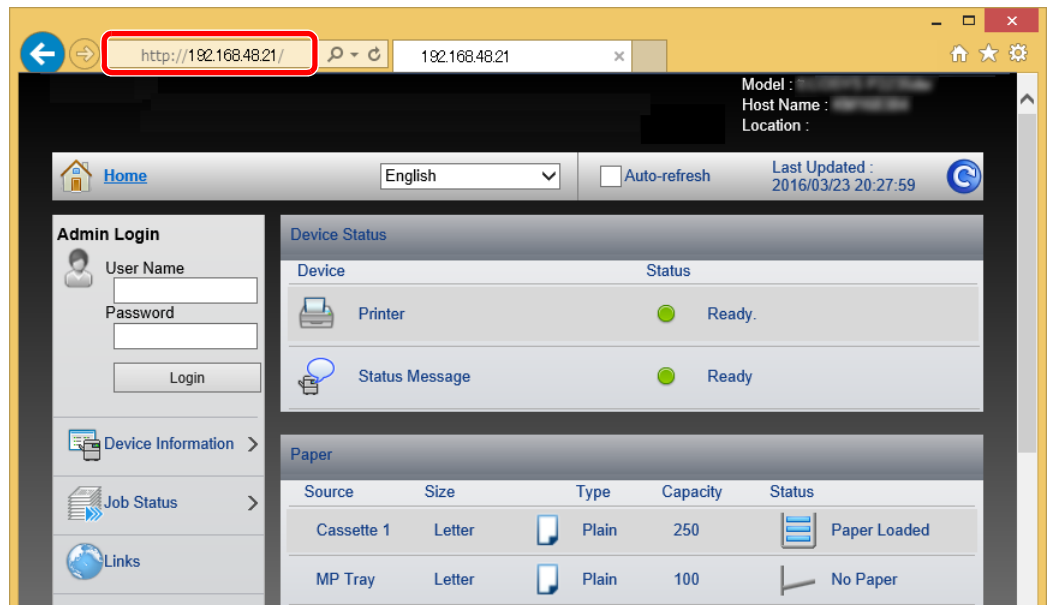 http://192.168.48.21/
192.168.48.21
Model :
Host Name :
Location :
Home
English
Auto-refresh
Last Updated :
2016/03/23 20:27:59
Admin Login
User Name
Password
Login
Device Information
Job Status
Links
Device Status
Device Status
Printer Ready.
Status Message Ready
Paper
Source Size Type Capacity Status
Cassette 1 Letter Plain 250 Paper Loaded
MP Tray Letter Plain 100 No Paper